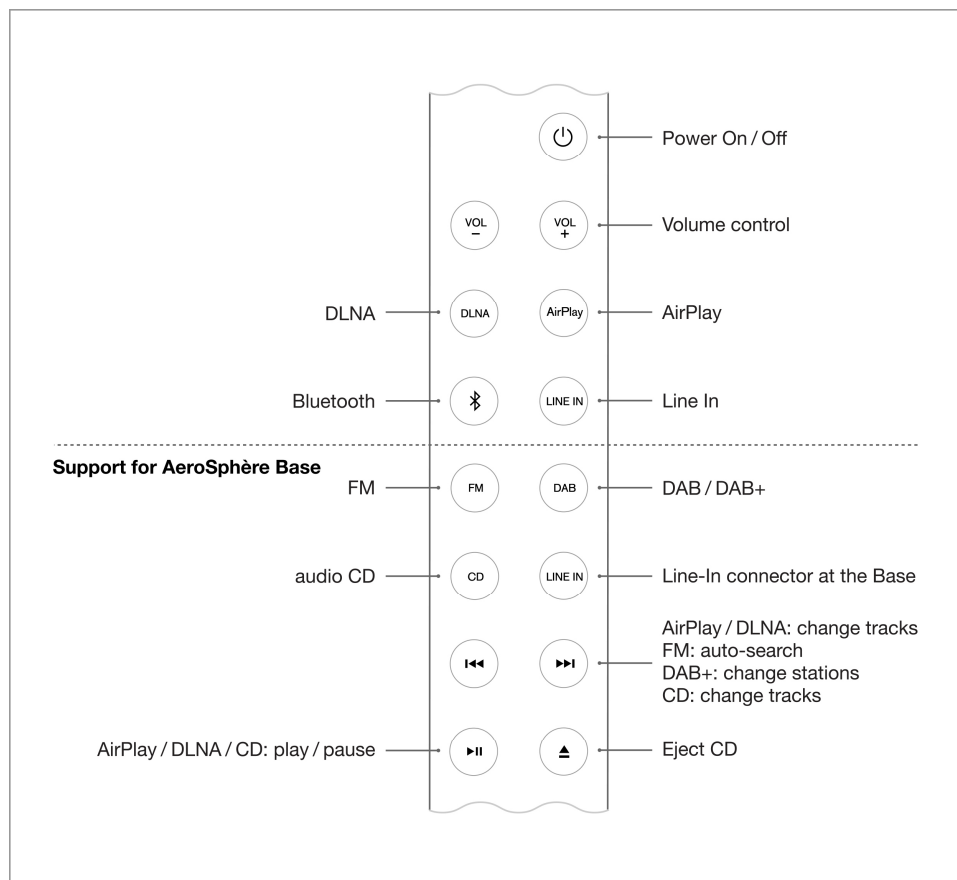 Power On / Off
VOL
–
VOL
+
Volume control
DLNA
DLNA
AirPlay
AirPlay
Bluetooth
LINE IN
Line In
Support for AeroSphère Base
FM
FM
DAB
DAB / DAB+
audio CD
CD
LINE IN
Line-In connector at the Base
AirPlay / DLNA: change tracks
FM: auto-search
DAB+: change stations
CD: change tracks
AirPlay / DLNA / CD: play / pause
Eject CD